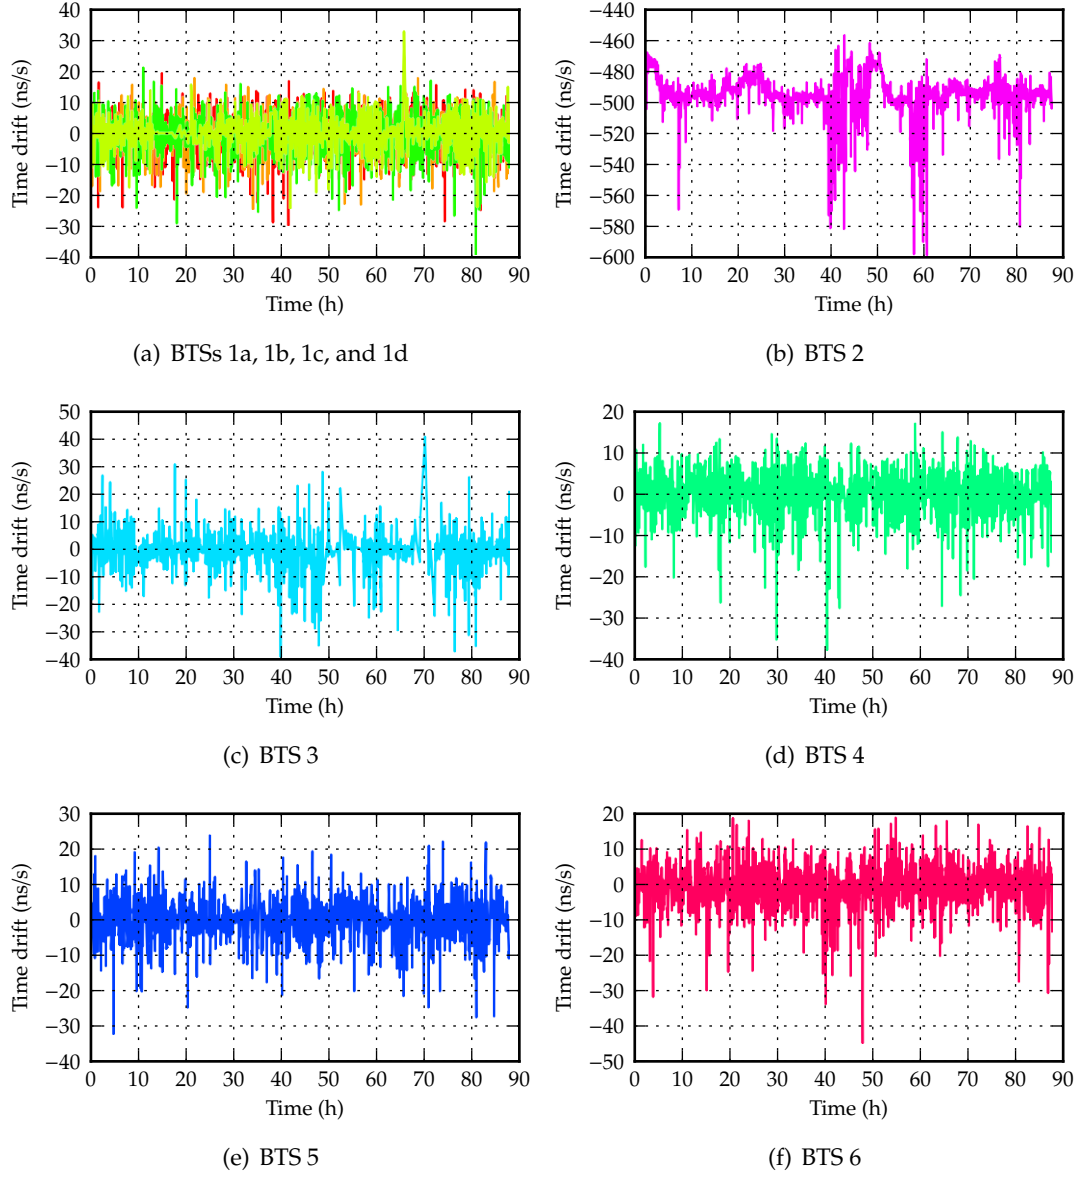 40
30
20
10
0
−10
−20
−30
−40
Time drift (ns/s)
0 10 20 30 40 50 60 70 80 90
Time (h)
(a) BTSs 1a, 1b, 1c, and 1d
−440
−460
−480
−500
−520
−540
−560
−580
−600
Time drift (ns/s)
0 10 20 30 40 50 60 70 80 90
Time (h)
(b) BTS 2
50
40
30
20
10
0
−10
−20
−30
−40
Time drift (ns/s)
0 10 20 30 40 50 60 70 80 90
Time (h)
(c) BTS 3
20
10
0
−10
−20
−30
−40
Time drift (ns/s)
0 10 20 30 40 50 60 70 80 90
Time (h)
(d) BTS 4
30
20
10
0
−10
−20
−30
−40
Time drift (ns/s)
0 10 20 30 40 50 60 70 80 90
Time (h)
(e) BTS 5
20
10
0
−10
−20
−30
−40
−50
Time drift (ns/s)
0 10 20 30 40 50 60 70 80 90
Time (h)
(f) BTS 6